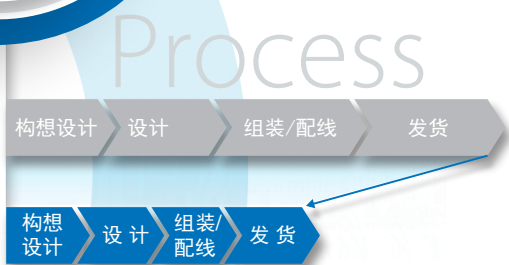 Process
构想设计 设计 组装/配线 发货
构想
设计
设 计
组装/
配线
发 货